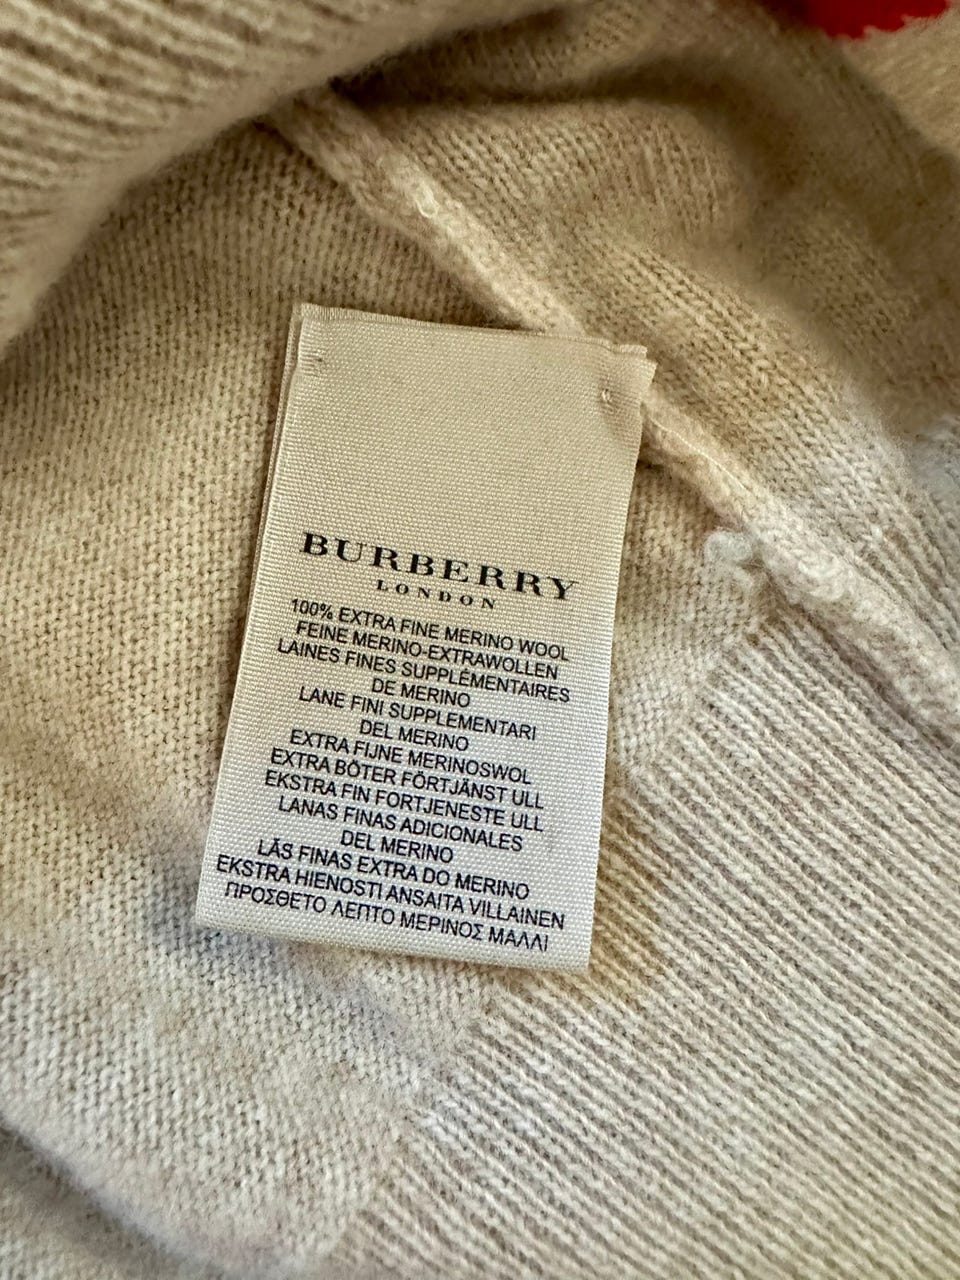 BURBERRY
LONDON
100% EXTRA FINE MERINO WOOL
FEINE MERINO-EXTRAWOLLEN
LAINES FINES SUPPLÉMENTAIRES
DE MERINO
LANE FINI SUPPLEMENTARI
DEL MERINO
EXTRA FIJNE MERINOSWOL
EXTRA BÖTER FÖRTJÄNST ULL
EKSTRA FIN FORTJENESTE ULL
LANAS FINAS ADICIONALES
DEL MERINO
LÃS FINAS EXTRA DO MERINO
EKSTRA HIENOSTI ANSAITA VILLAINEN
ΠΡΟΣΘΕΤΟ ΛΕΠΤΟ ΜΕΡΙΝΟΣ ΜΑΛΛΙ